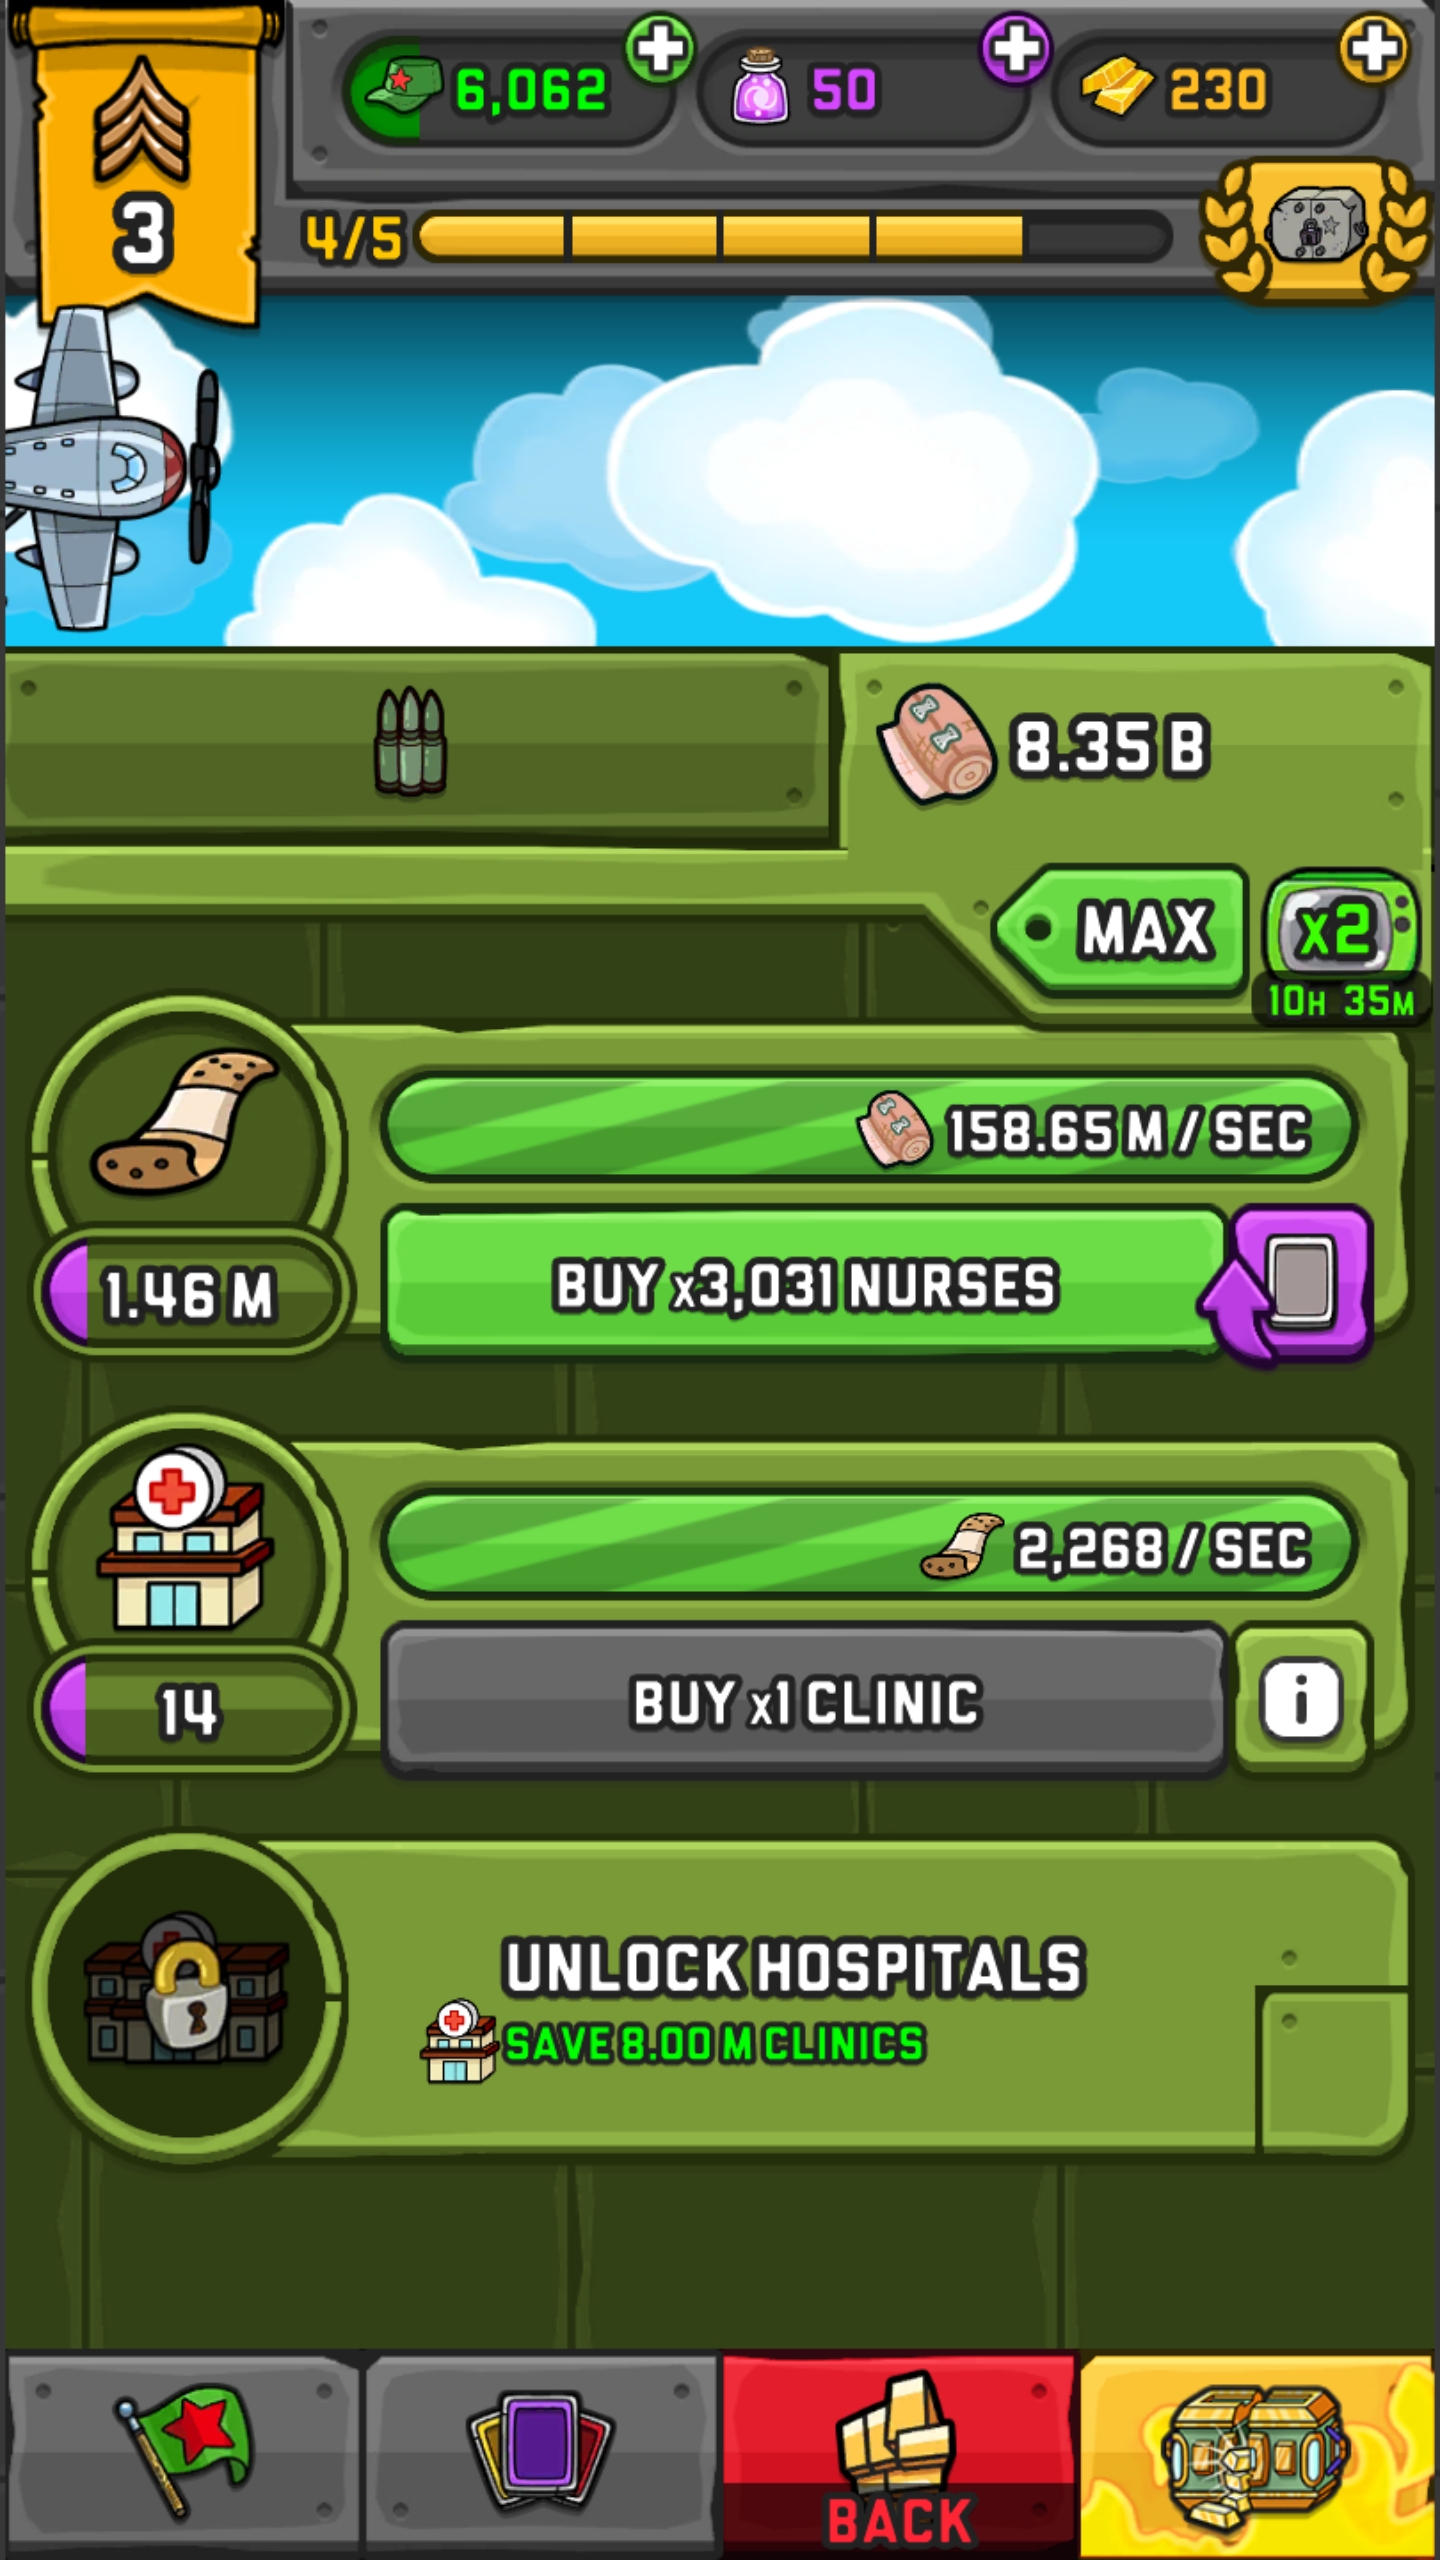 6,062
50
230
3
4/5
8.35 B
MAX
x2
10H 35M
158.65 M / SEC
1.46 M
BUY x3,031 NURSES
2,268 / SEC
14
BUY x1 CLINIC
i
UNLOCK HOSPITALS
SAVE 8.00 M CLINICS
BACK